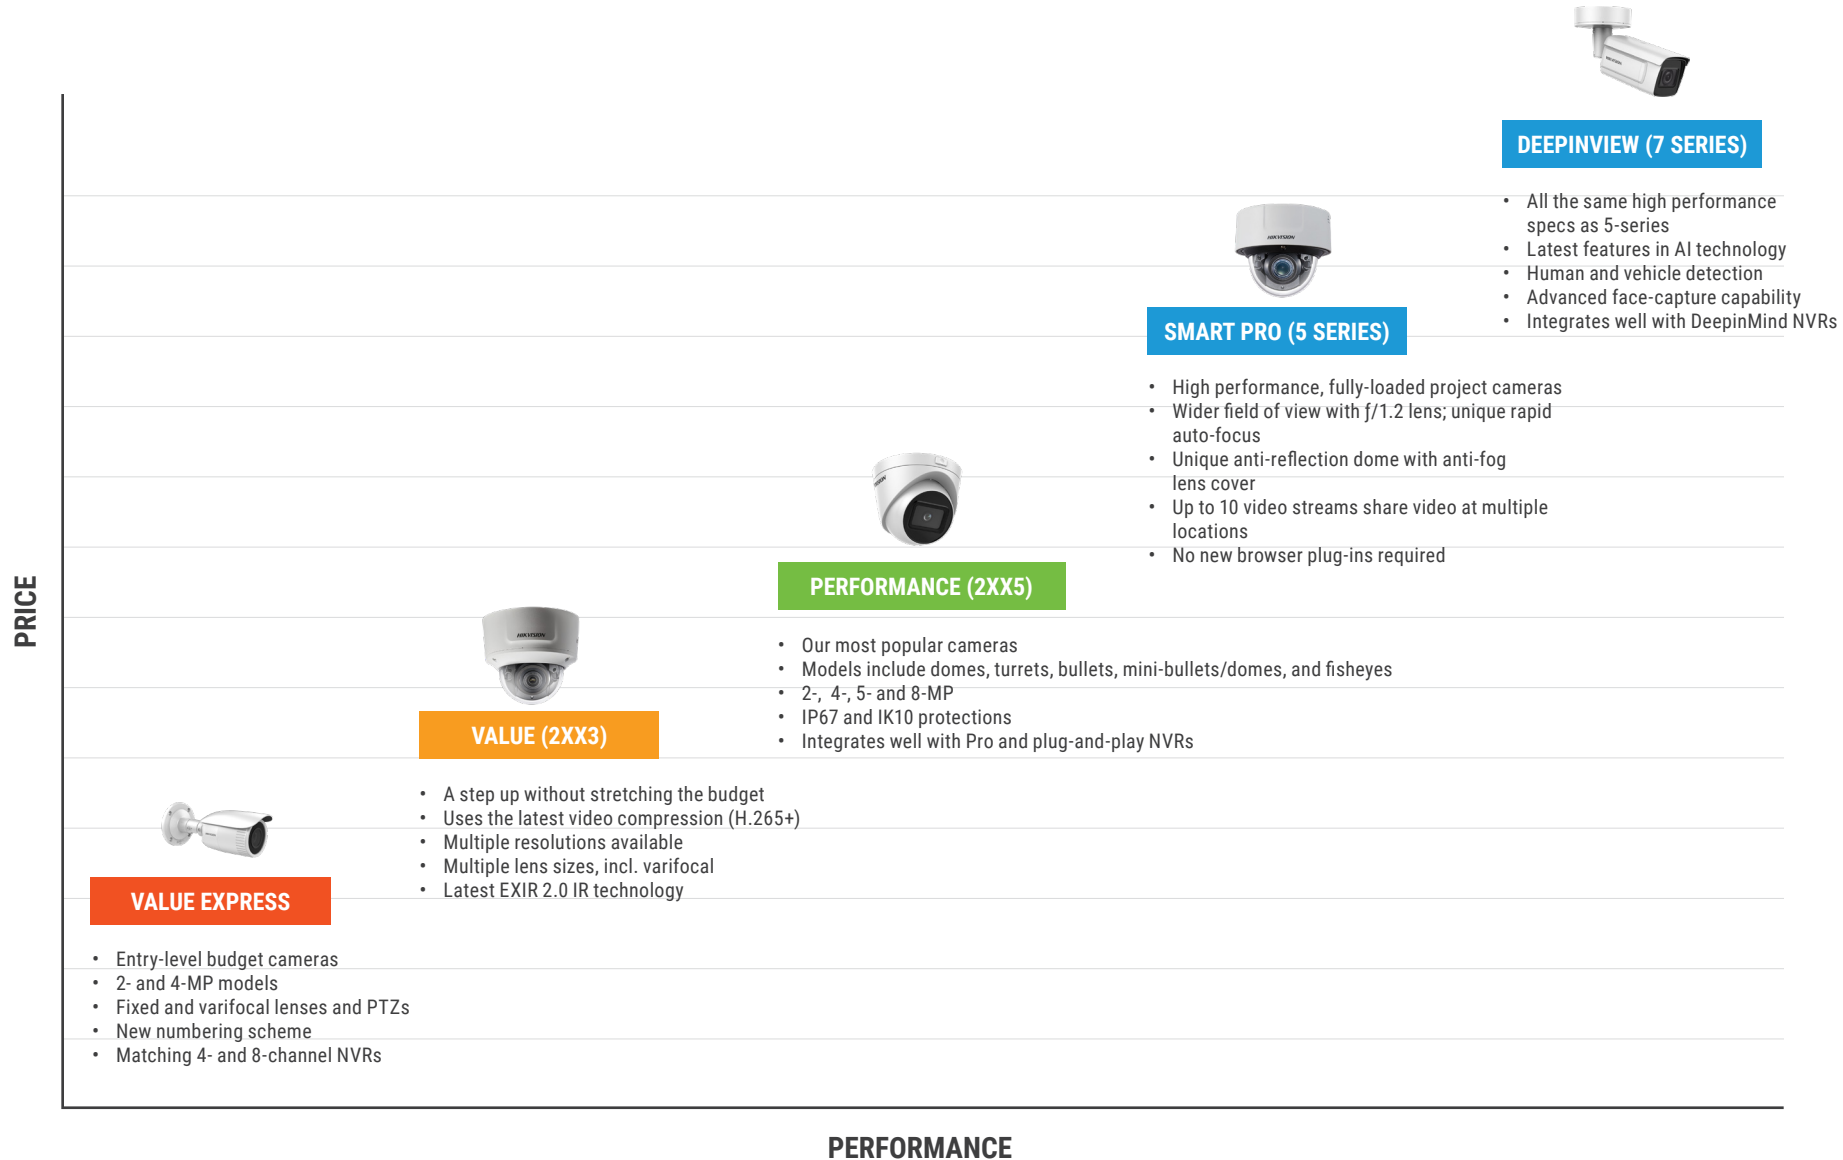 DEEPINVIEW (7 SERIES)
• All the same high performance
specs as 5-series
• Latest features in AI technology
• Human and vehicle detection
• Advanced face-capture capability
• Integrates well with DeepinMind NVRs
HIKVISION
SMART PRO (5 SERIES)
• High performance, fully-loaded project cameras
• Wider field of view with ƒ/1.2 lens; unique rapid
auto-focus
• Unique anti-reflection dome with anti-fog
lens cover
• Up to 10 video streams share video at multiple
locations
• No new browser plug-ins required
PERFORMANCE (2XX5)
• Our most popular cameras
• Models include domes, turrets, bullets, mini-bullets/domes, and fisheyes
• 2-, 4-, 5- and 8-MP
• IP67 and IK10 protections
• Integrates well with Pro and plug-and-play NVRs
HIKVISION
VALUE (2XX3)
• A step up without stretching the budget
• Uses the latest video compression (H.265+)
• Multiple resolutions available
• Multiple lens sizes, incl. varifocal
• Latest EXIR 2.0 IR technology
VALUE EXPRESS
• Entry-level budget cameras
• 2- and 4-MP models
• Fixed and varifocal lenses and PTZs
• New numbering scheme
• Matching 4- and 8-channel NVRs
PRICE
PERFORMANCE